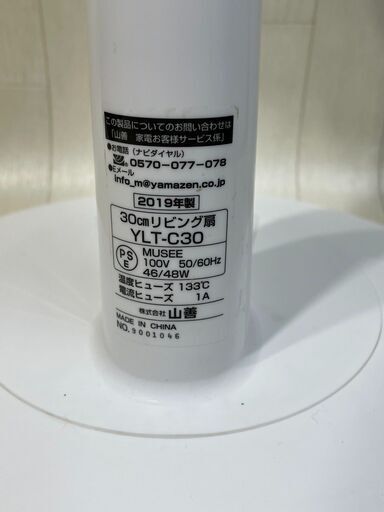 この製品についてのお問い合わせは
「山善 家電お客様サービス係」
●お電話(ナビダイヤル)
0570-077-078
●Eメール
info_m@yamazen.co.jp
2019年製
30cmリビング扇
YLT-C30
PS
E
MUSEE
100V 50/60Hz
46/48W
温度ヒューズ 133℃
電流ヒューズ 1A
株式会社 山善
MADE IN CHINA
NO. 9001046